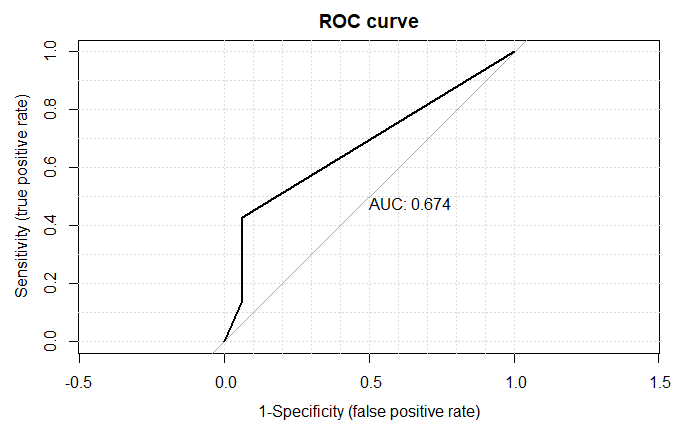 ROC curve
Sensitivity (true positive rate)
1.0
0.8
0.6
0.4
0.2
0.0
AUC: 0.674
-0.5 0.0 0.5 1.0 1.5
1-Specificity (false positive rate)